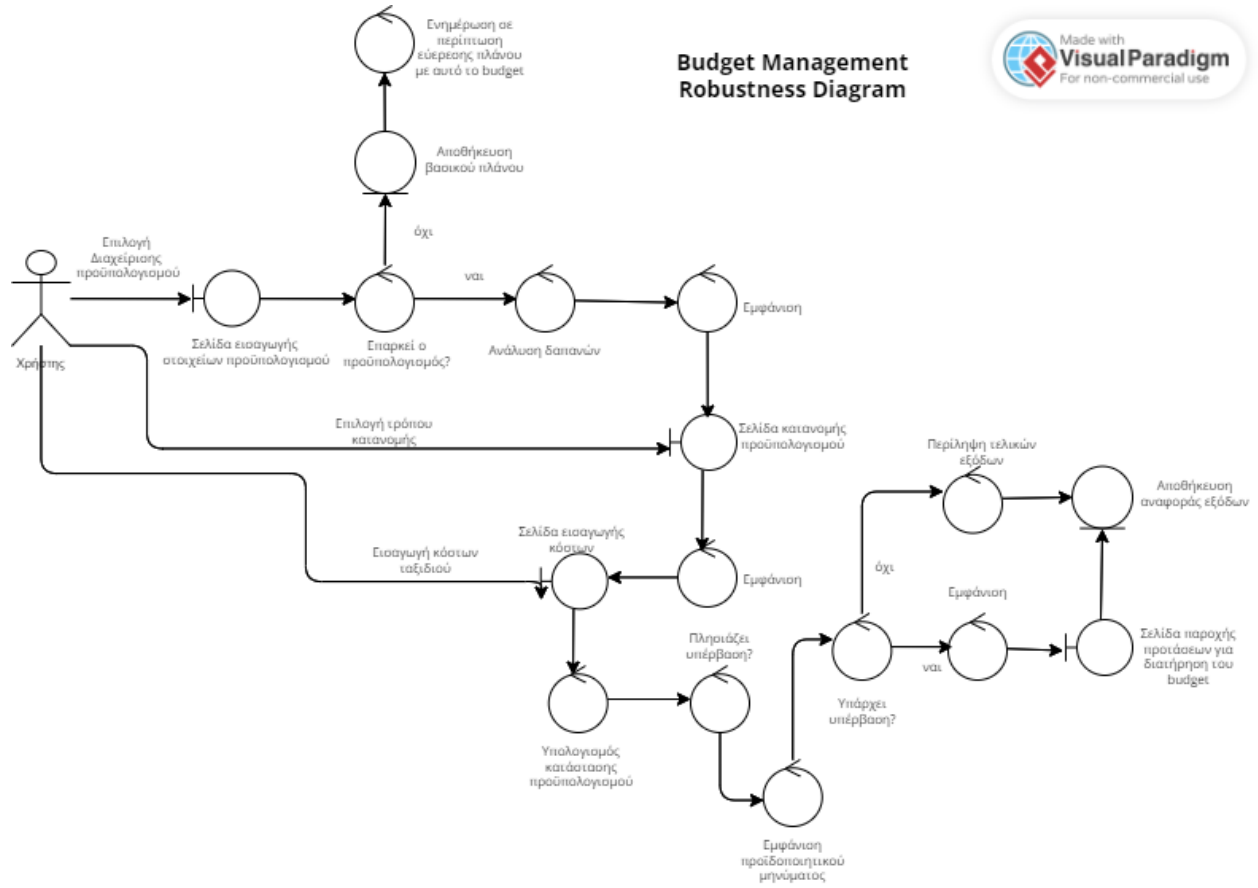 Ενημέρωση σε
περίπτωση
εύερεσης πλάνου
με αυτό το budget
Budget Management
Robustness Diagram
Made with
Visual Paradigm
For non-commercial use
Αποθήκευση
βασικού πλάνου
όχι
Επιλογή
Διαχείρισης
προϋπολογισμού
ναι
Εμφάνιση
Σελίδα εισαγωγής
στοιχείων προϋπολογισμού
Επαρκεί ο
προϋπολογισμός?
Ανάλυση δαπανών
Χρήστης
Επιλογή τρόπου
κατανομής
Σελίδα κατανομής
προϋπολογισμού
Περίληψη τελικών
εξόδων
Αποθήκευση
αναφοράς εξόδων
Σελίδα εισαγωγής
κόστων
Εισαγωγή κόστων
ταξιδιού
Εμφάνιση
όχι
Εμφάνιση
Πλησιάζει
υπέρβαση?
ναι
Σελίδα παροχής
προτάσεων για
διατήρηση του
budget
Υπάρχει
υπέρβαση?
Υπολογισμός
κατάστασης
προϋπολογισμού
Εμφάνιση
προϊδοποιητικού
μηνύματος